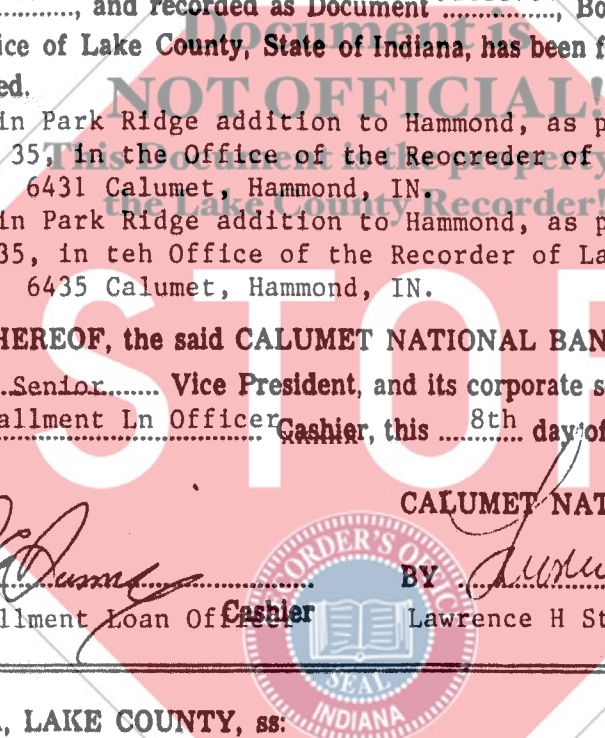 , and recorded as Document ............, Bo
Document is
ice of Lake County, State of Indiana, has been f
ed.
NOT OFFICIAL!
in Park Ridge addition to Hammond, as p
35, in the Office of the Reocreder of
This Document is the property
6431 Calumet, Hammond, IN.
the Lake County Recorder!
in Park Ridge addition to Hammond, as p
35, in teh Office of the Recorder of La
6435 Calumet, Hammond, IN.
STOP
HEREOF, the said CALUMET NATIONAL BAN
Senior Vice President, and its corporate s
allment Ln Officer Cashier, this 8th day of
CALUMET NAT
BY
llment Loan Off Cashier
Lawrence H St
ORDER'S OFFIC
SEAL
INDIANA
, LAKE COUNTY, ss: